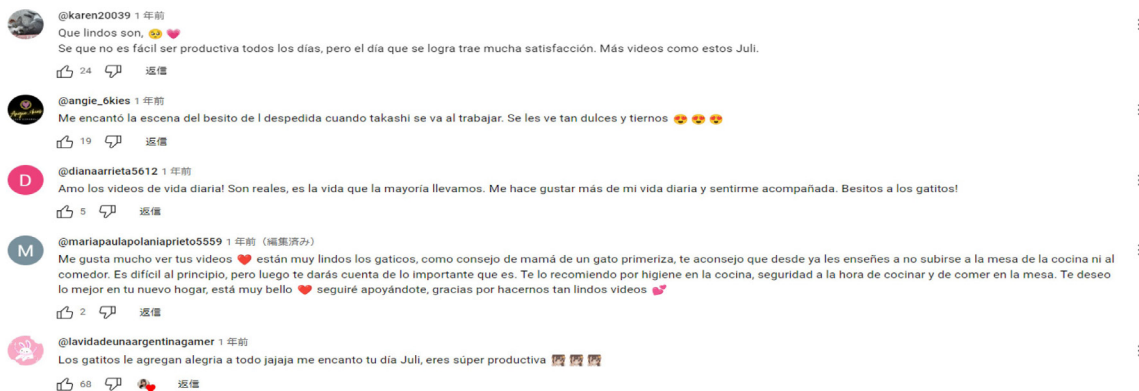 @karen20039 1 年前
Que lindos son, 🥺 💗
Se que no es fácil ser productiva todos los días, pero el día que se logra trae mucha satisfacción. Más videos como estos Juli.
24 返信
@angie_6kies 1 年前
Me encantó la escena del besito de l despedida cuando takashi se va al trabajar. Se les ve tan dulces y tiernos 😍 😍 😍
19 返信
D
@dianaarrieta5612 1 年前
Amo los videos de vida diaria! Son reales, es la vida que la mayoría llevamos. Me hace gustar más de mi vida diaria y sentirme acompañada. Besitos a los gatitos!
5 返信
M
@mariapaulapolaniaprieto5559 1 年前（編集済み）
Me gusta mucho ver tus videos ❤️ están muy lindos los gaticos, como consejo de mamá de un gato primeriza, te aconsejo que desde ya les enseñes a no subirse a la mesa de la cocina ni al
comedor. Es difícil al principio, pero luego te darás cuenta de lo importante que es. Te lo recomiendo por higiene en la cocina, seguridad a la hora de cocinar y de comer en la mesa. Te deseo
lo mejor en tu nuevo hogar, está muy bello ❤️ seguiré apoyándote, gracias por hacernos tan lindos videos 💕
2 返信
@lavidadeunaargentinagamer 1 年前
Los gatitos le agregan alegria a todo jajaja me encanto tu día Juli, eres súper productiva
68 返信